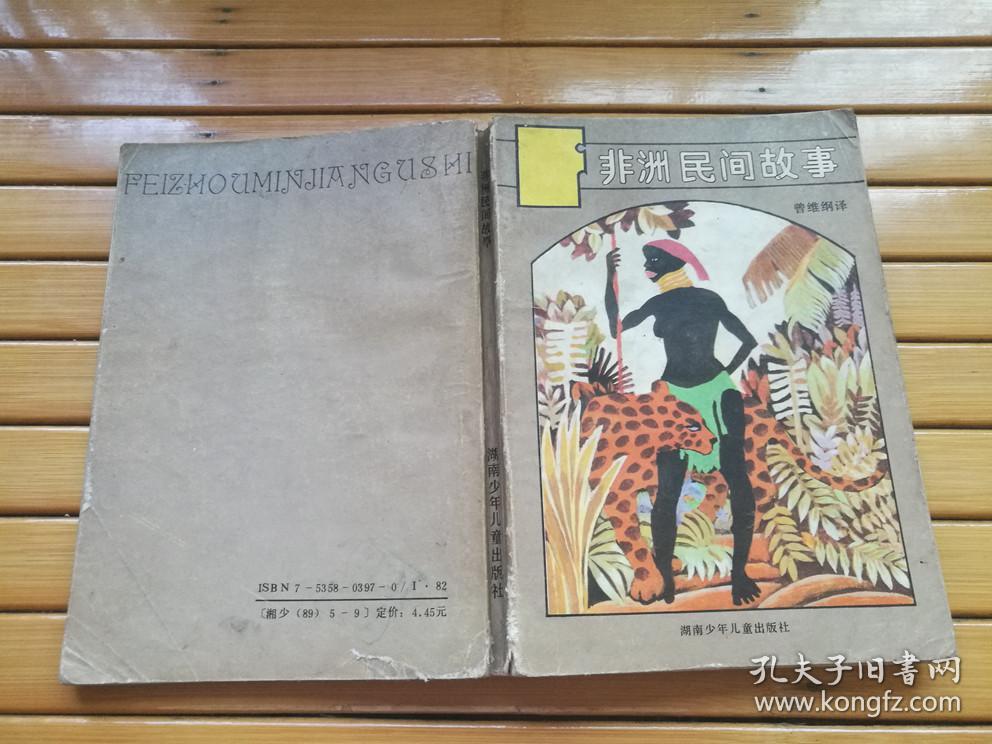 FEIZHOUMINJIANGUSHI
ISBN 7-5358-0397-0/I·82
〔湘少(89)5-9〕定价：4.45元
非洲民间故事
湖南少年儿童出版社
非洲民间故事
曾维纲译
湖南少年儿童出版社
孔夫子旧书网
www.kongfz.com